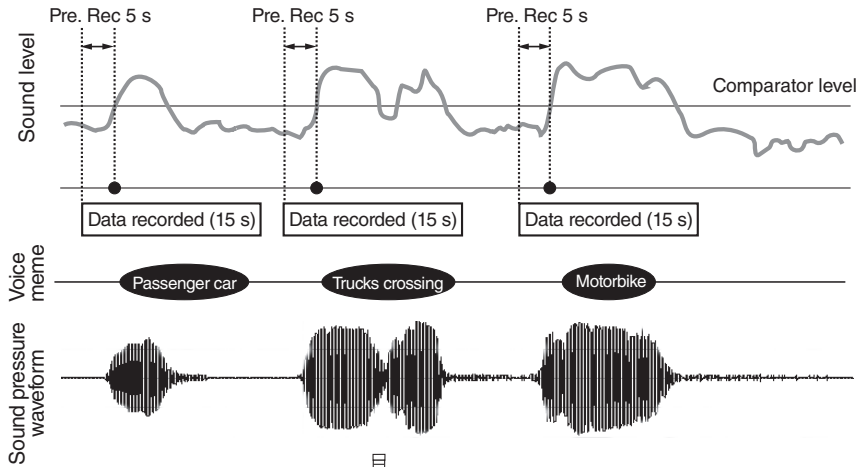 Pre. Rec 5 s Pre. Rec 5 s Pre. Rec 5 s
Sound level
Comparator level
Data recorded (15 s) Data recorded (15 s) Data recorded (15 s)
Voice
meme
Passenger car Trucks crossing Motorbike
Sound pressure
waveform